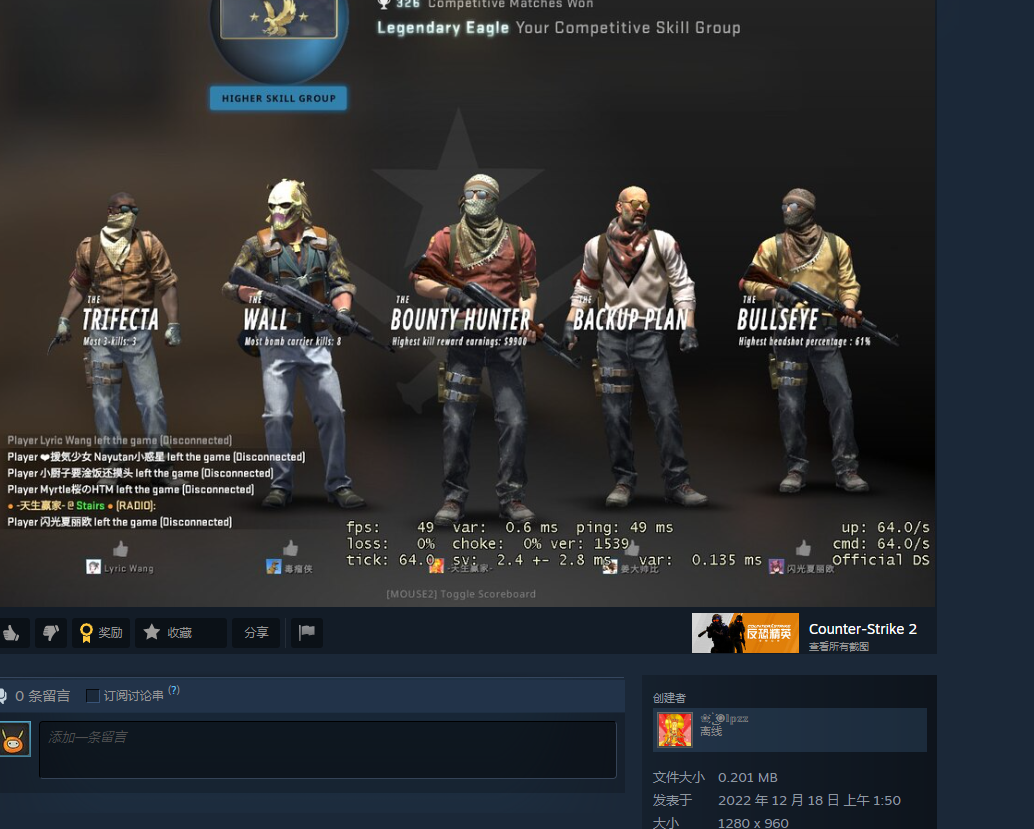 326 Competitive Matches Won
Legendary Eagle Your Competitive Skill Group
HIGHER SKILL GROUP
THE
TRIFECTA
Most 3-kills: 3
THE
WALL
Most bomb carrier kills: 8
THE
BOUNTY HUNTER
Highest kill reward earnings: $9900
THE
BACKUP PLAN
THE
BULLSEYE
Highest headshot percentage : 61%
Player Lyric Wang left the game (Disconnected)
Player ❤援気少女 Nayutan小惑星 left the game (Disconnected)
Player 小厨子要淦饭还摸头 left the game (Disconnected)
Player Myrtle桜のHTM left the game (Disconnected)
● -天生赢家- @ Stairs ● (RADIO):
Player 闪光夏丽欧 left the game (Disconnected)
fps: 49 var: 0.6 ms ping: 49 ms
loss: 0% choke: 0% ver: 1539
tick: 64.0 sv: 2.4 +- 2.8 ms var: 0.135 ms
up: 64.0/s
cmd: 64.0/s
Official DS
Lyric Wang
毒瘤侠
-天生赢家-
姜大帅比
闪光夏丽欧
[MOUSE2] Toggle Scoreboard
奖励
收藏
分享
反恐精英
Counter-Strike 2
查看所有截图
0 条留言
订阅讨论串 (?)
添加一条留言
创建者
离线
文件大小 0.201 MB
发表于 2022 年 12 月 18 日 上午 1:50
大小 1280 x 960